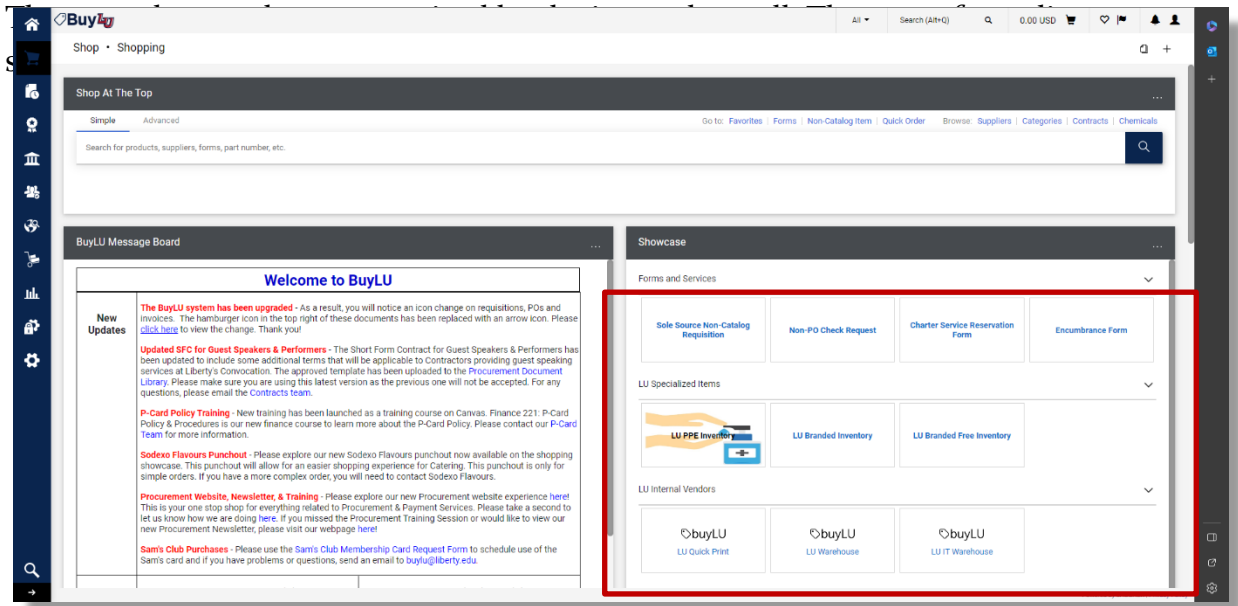 BuyLU
All
Search (Alt+Q)
0.00 USD
Shop • Shopping
Shop At The Top
...
Simple
Advanced
Go to: Favorites | Forms | Non-Catalog Item | Quick Order
Browse: Suppliers | Categories | Contracts | Chemicals
Search for products, suppliers, forms, part number, etc.
BuyLU Message Board
...
Welcome to BuyLU
New
Updates
The BuyLU system has been upgraded - As a result, you will notice an icon change on requisitions, POs and
invoices. The hamburger icon in the top right of these documents has been replaced with an arrow icon. Please
click here to view the change. Thank you!
Updated SFC for Guest Speakers & Performers - The Short Form Contract for Guest Speakers & Performers has
been updated to include some additional terms that will be applicable to Contractors providing guest speaking
services at Liberty's Convocation. The approved template has been uploaded to the Procurement Document
Library. Please make sure you are using this latest version as the previous one will not be accepted. For any
questions, please email the Contracts team.
P-Card Policy Training - New training has been launched as a training course on Canvas. Finance 221: P-Card
Policy & Procedures is our new finance course to learn more about the P-Card Policy. Please contact our P-Card
Team for more information.
Sodexo Flavours Punchout - Please explore our new Sodexo Flavours punchout now available on the shopping
showcase. This punchout will allow for an easier shopping experience for Catering. This punchout is only for
simple orders. If you have a more complex order, you will need to contact Sodexo Flavours.
Procurement Website, Newsletter, & Training - Please explore our new Procurement website experience here!
This is your one stop shop for everything related to Procurement & Payment Services. Please take a second to
let us know how we are doing here. If you missed the Procurement Training Session or would like to view our
new Procurement Newsletter, please visit our webpage here!
Sam's Club Purchases - Please use the Sam's Club Membership Card Request Form to schedule use of the
Sam's card and if you have problems or questions, send an email to buylu@liberty.edu.
Showcase
...
Forms and Services
Sole Source Non-Catalog
Requisition
Non-PO Check Request
Charter Service Reservation
Form
Encumbrance Form
LU Specialized Items
LU PPE Inventory
LU Branded Inventory
LU Branded Free Inventory
LU Internal Vendors
buyLU
LU Quick Print
buyLU
LU Warehouse
buyLU
LU IT Warehouse